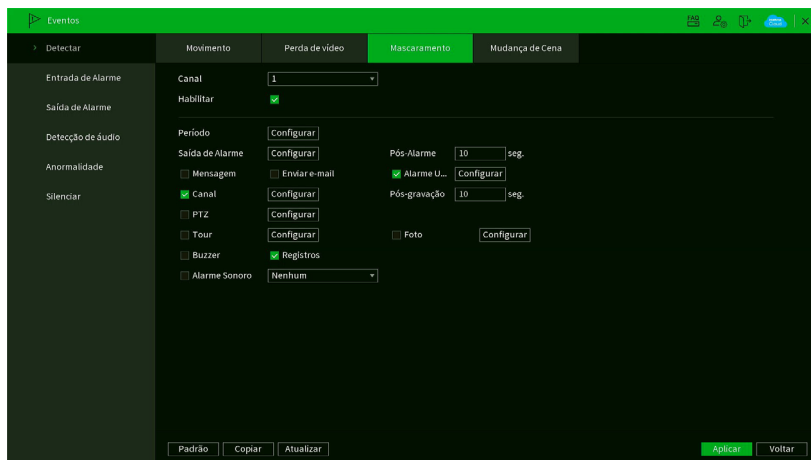 Eventos
FAQ
Detectar
Movimento
Perda de vídeo
Mascaramento
Mudança de Cena
Entrada de Alarme
Saída de Alarme
Detecção de áudio
Anormalidade
Silenciar
Canal 1
Habilitar
Período Configurar
Saída de Alarme Configurar Pós-Alarme 10 seg.
Mensagem Enviar e-mail Alarme U... Configurar
Canal Configurar Pós-gravação 10 seg.
PTZ Configurar
Tour Configurar Foto Configurar
Buzzer Registros
Alarme Sonoro Nenhum
Padrão Copiar Atualizar Aplicar Voltar